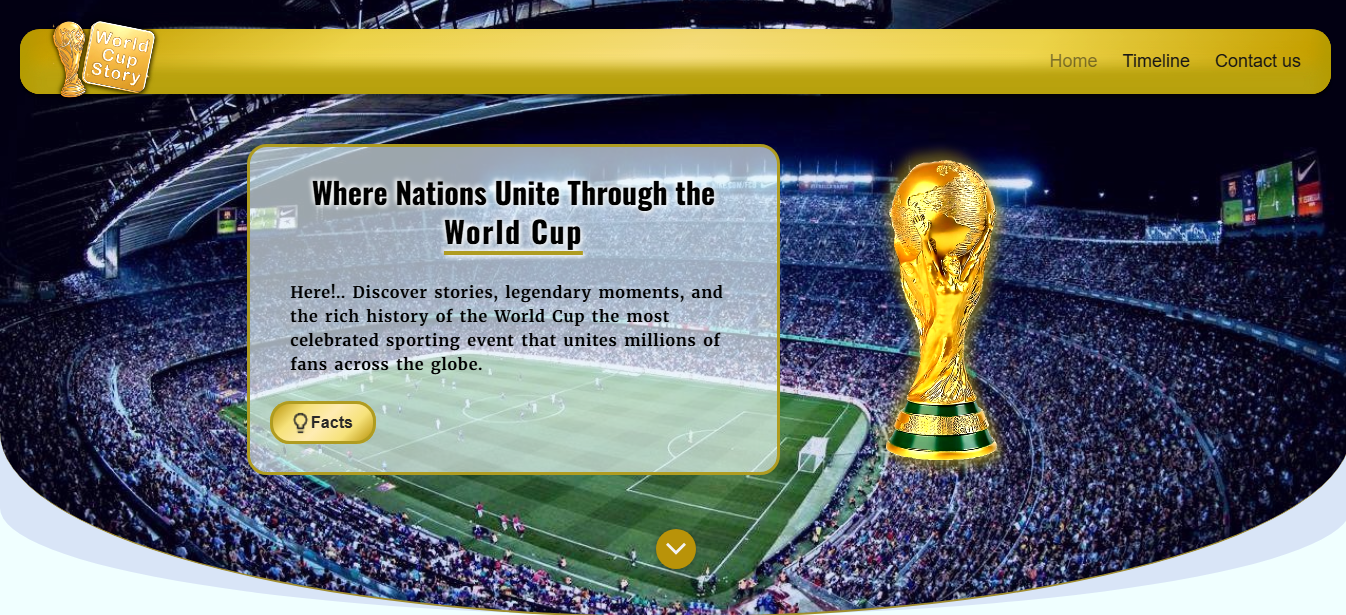 World
Cup
Story
Home
Timeline
Contact us
Where Nations Unite Through the
World Cup
Here!.. Discover stories, legendary moments, and
the rich history of the World Cup the most
celebrated sporting event that unites millions of
fans across the globe.
Facts